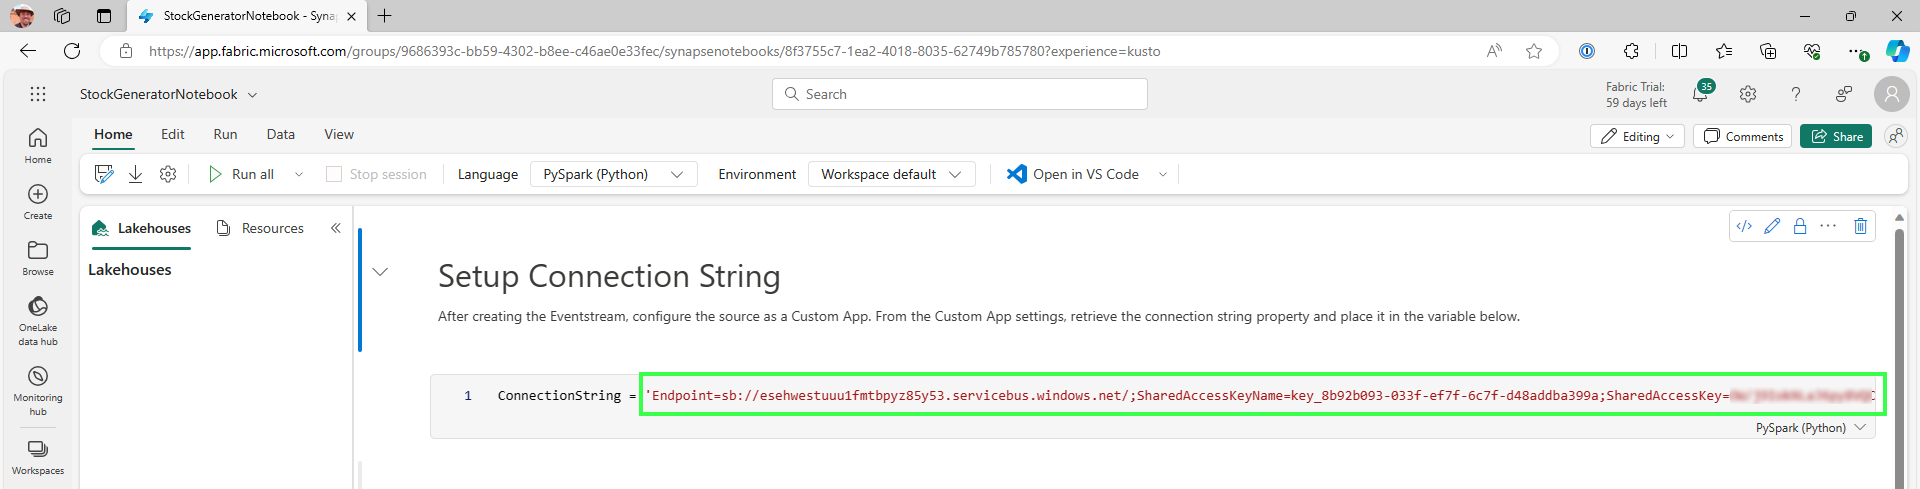 StockGeneratorNotebook - Syna
https://app.fabric.microsoft.com/groups/9686393c-bb59-4302-b8ee-c46ae0e33fec/synapsenotebooks/8f3755c7-1ea2-4018-8035-62749b785780?experience=kusto
StockGeneratorNotebook
Search
Fabric Trial:
59 days left
35
Home Edit Run Data View
Editing Comments Share
Run all Stop session Language PySpark (Python) Environment Workspace default Open in VS Code
Home
Create
Browse
OneLake
data hub
Monitoring
hub
Workspaces
Lakehouses Resources
Lakehouses
Setup Connection String
After creating the Eventstream, configure the source as a Custom App. From the Custom App settings, retrieve the connection string property and place it in the variable below.
1 ConnectionString = 'Endpoint=sb://esehwestuuu1fmtbpyz85y53.servicebus.windows.net/;SharedAccessKeyName=key_8b92b093-033f-ef7f-6c7f-d48addba399a;SharedAccessKey=
PySpark (Python)